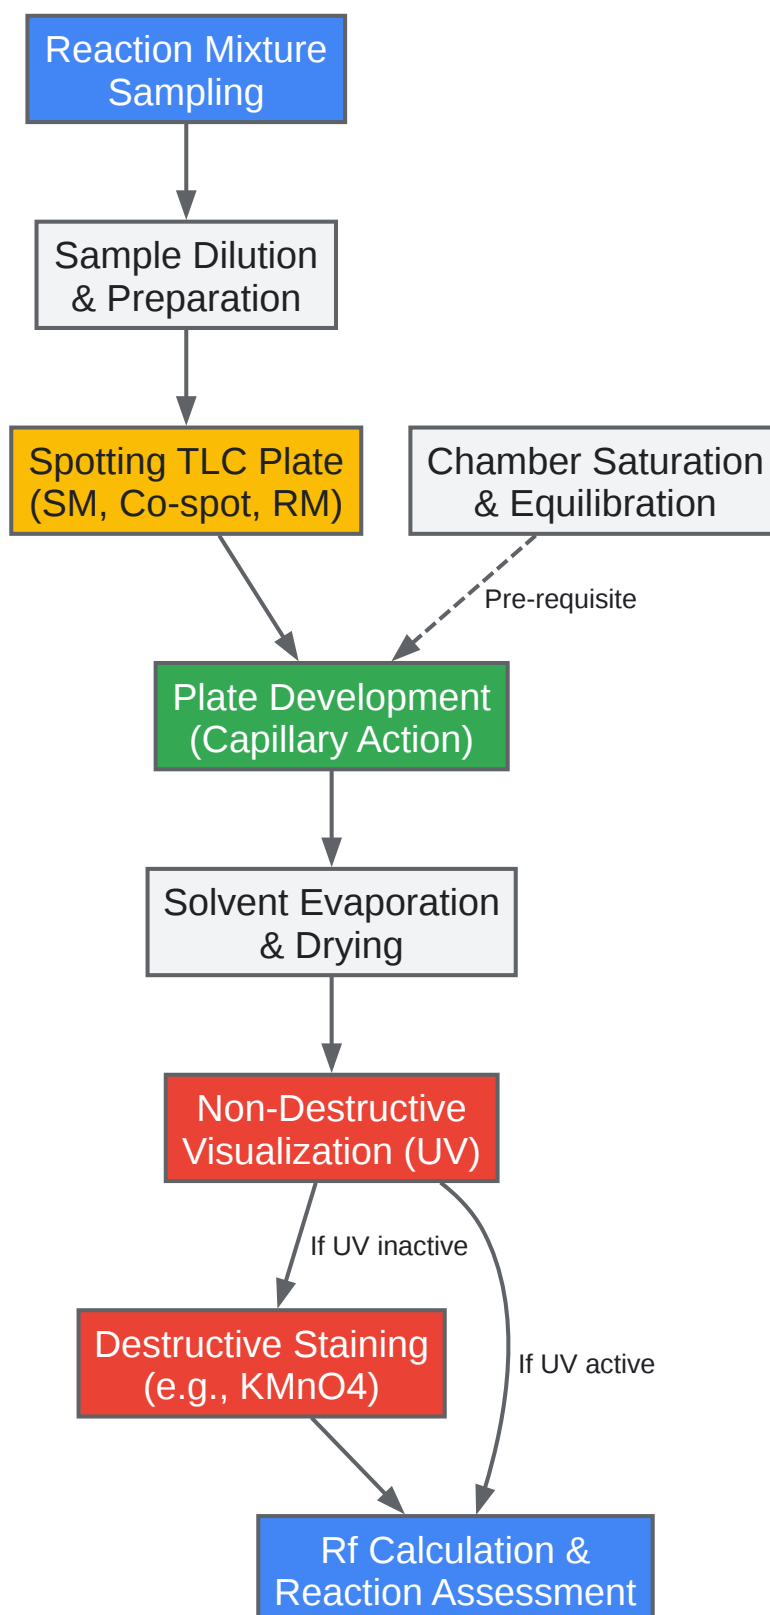 Reaction Mixture
Sampling
Sample Dilution
& Preparation
Spotting TLC Plate
(SM, Co-spot, RM)
Chamber Saturation
& Equilibration
Pre-requisite
Plate Development
(Capillary Action)
Solvent Evaporation
& Drying
Non-Destructive
Visualization (UV)
If UV inactive
Destructive Staining
(e.g., KMnO4)
If UV active
Rf Calculation &
Reaction Assessment